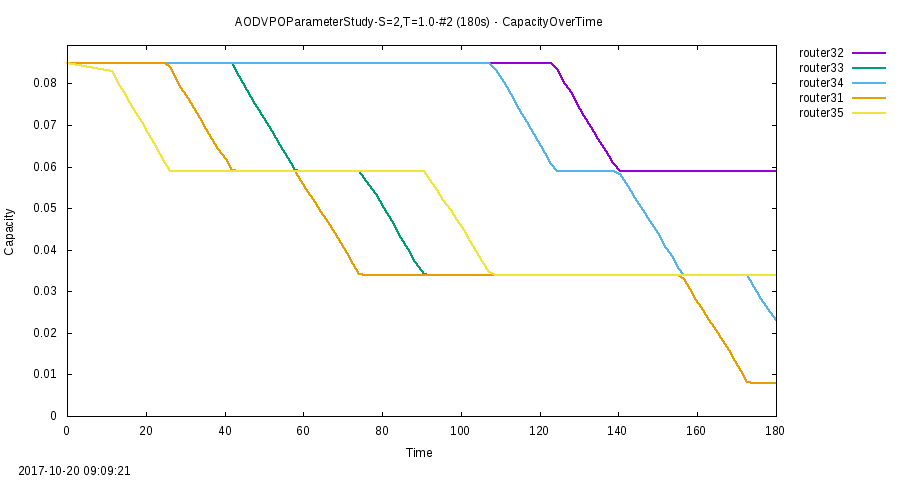 AODVPOParameterStudy-S=2,T=1.0-#2 (180s) - CapacityOverTime
router32
router33
router34
router31
router35
0.08
0.07
0.06
0.05
0.04
0.03
0.02
0.01
0
Capacity
0 20 40 60 80 100 120 140 160 180
Time
2017-10-20 09:09:21